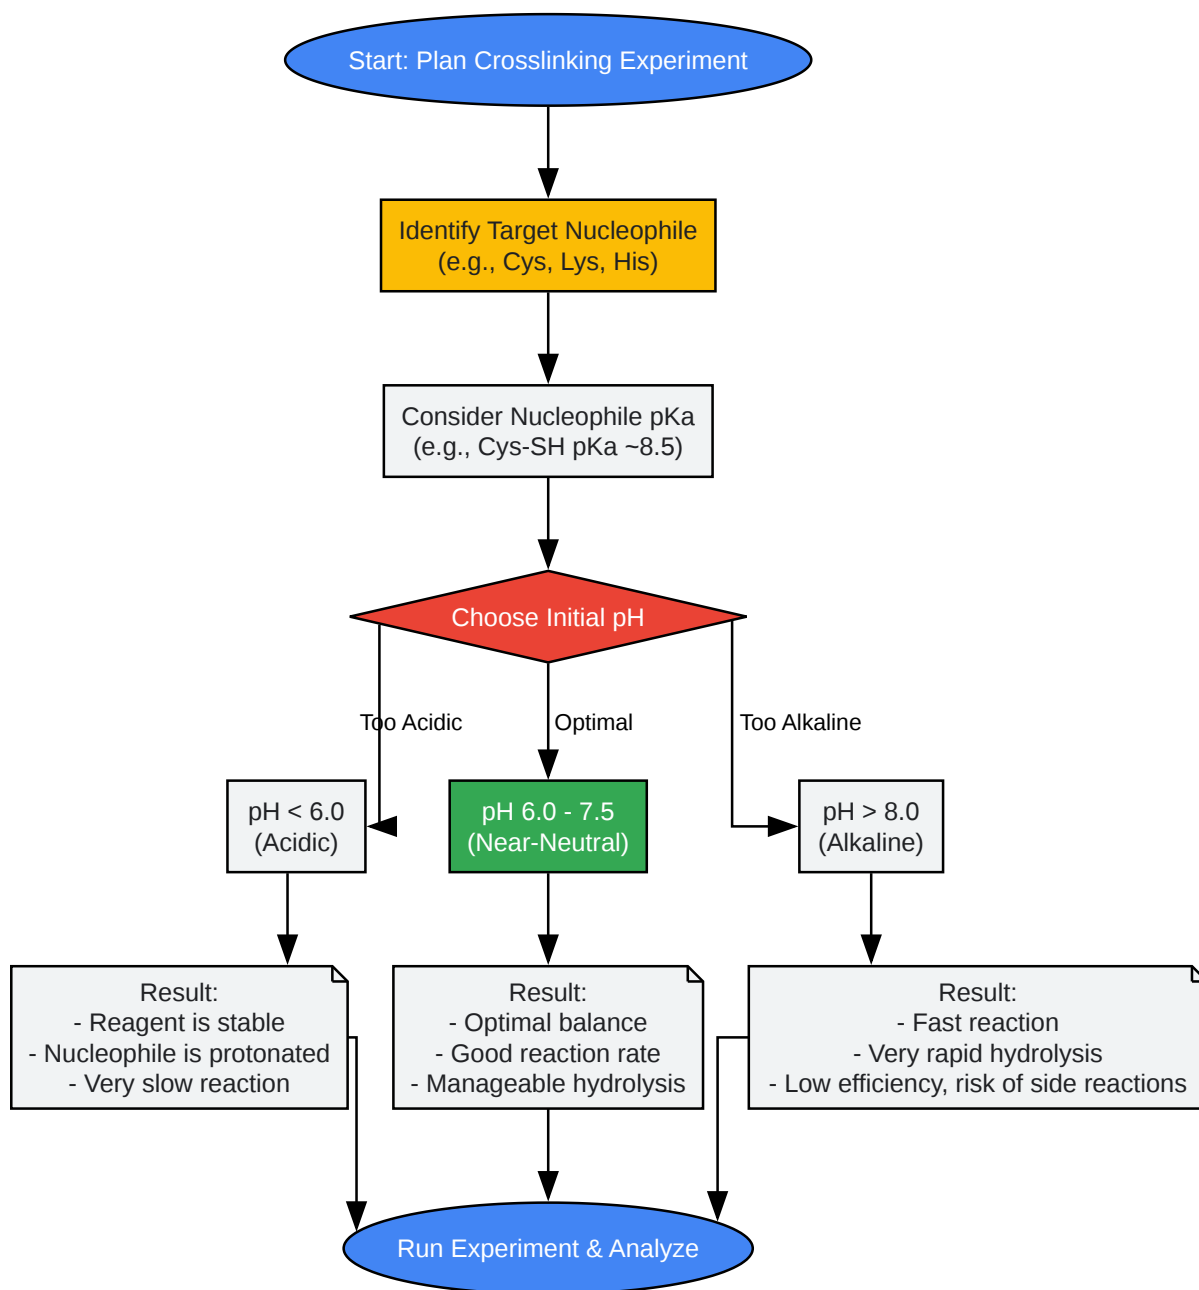 Start: Plan Crosslinking Experiment
Identify Target Nucleophile
(e.g., Cys, Lys, His)
Consider Nucleophile pKa
(e.g., Cys-SH pKa ~8.5)
Choose Initial pH
Too Acidic
Optimal
Too Alkaline
pH < 6.0
(Acidic)
pH 6.0 - 7.5
(Near-Neutral)
pH > 8.0
(Alkaline)
Result:
- Reagent is stable
- Nucleophile is protonated
- Very slow reaction
Result:
- Optimal balance
- Good reaction rate
- Manageable hydrolysis
Result:
- Fast reaction
- Very rapid hydrolysis
- Low efficiency, risk of side reactions
Run Experiment & Analyze